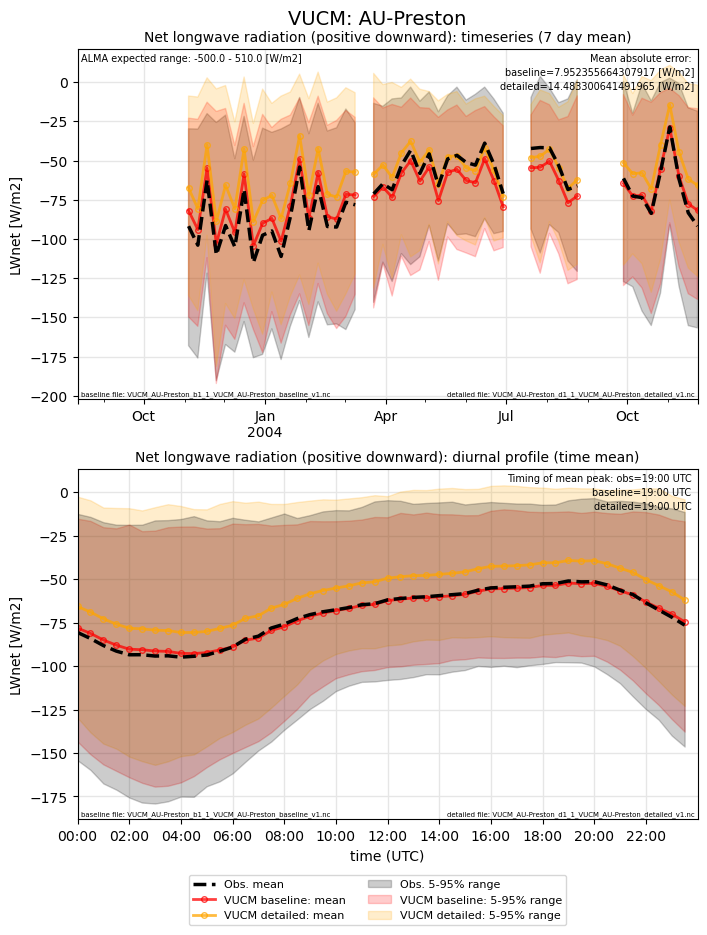 VUCM: AU-Preston
Net longwave radiation (positive downward): timeseries (7 day mean)
ALMA expected range: -500.0 - 510.0 [W/m2]
Mean absolute error:
baseline=7.952355664307917 [W/m2]
detailed=14.483300641491965 [W/m2]
LWnet [W/m2]
0
−25
−50
−75
−100
−125
−150
−175
−200
baseline file: VUCM_AU-Preston_b1_1_VUCM_AU-Preston_baseline_v1.nc
detailed file: VUCM_AU-Preston_d1_1_VUCM_AU-Preston_detailed_v1.nc
Oct Jan Apr Jul Oct
2004
Net longwave radiation (positive downward): diurnal profile (time mean)
Timing of mean peak: obs=19:00 UTC
baseline=19:00 UTC
detailed=19:00 UTC
LWnet [W/m2]
0
−25
−50
−75
−100
−125
−150
−175
baseline file: VUCM_AU-Preston_b1_1_VUCM_AU-Preston_baseline_v1.nc
detailed file: VUCM_AU-Preston_d1_1_VUCM_AU-Preston_detailed_v1.nc
00:00 02:00 04:00 06:00 08:00 10:00 12:00 14:00 16:00 18:00 20:00 22:00
time (UTC)
Obs. mean
VUCM baseline: mean
VUCM detailed: mean
Obs. 5-95% range
VUCM baseline: 5-95% range
VUCM detailed: 5-95% range